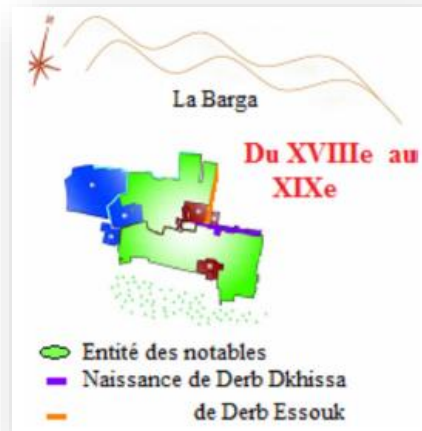 La Barga
Du XVIIIe au
XIXe
Entité des notables
Naissance de Derb Dkhissa
de Derb Essouk